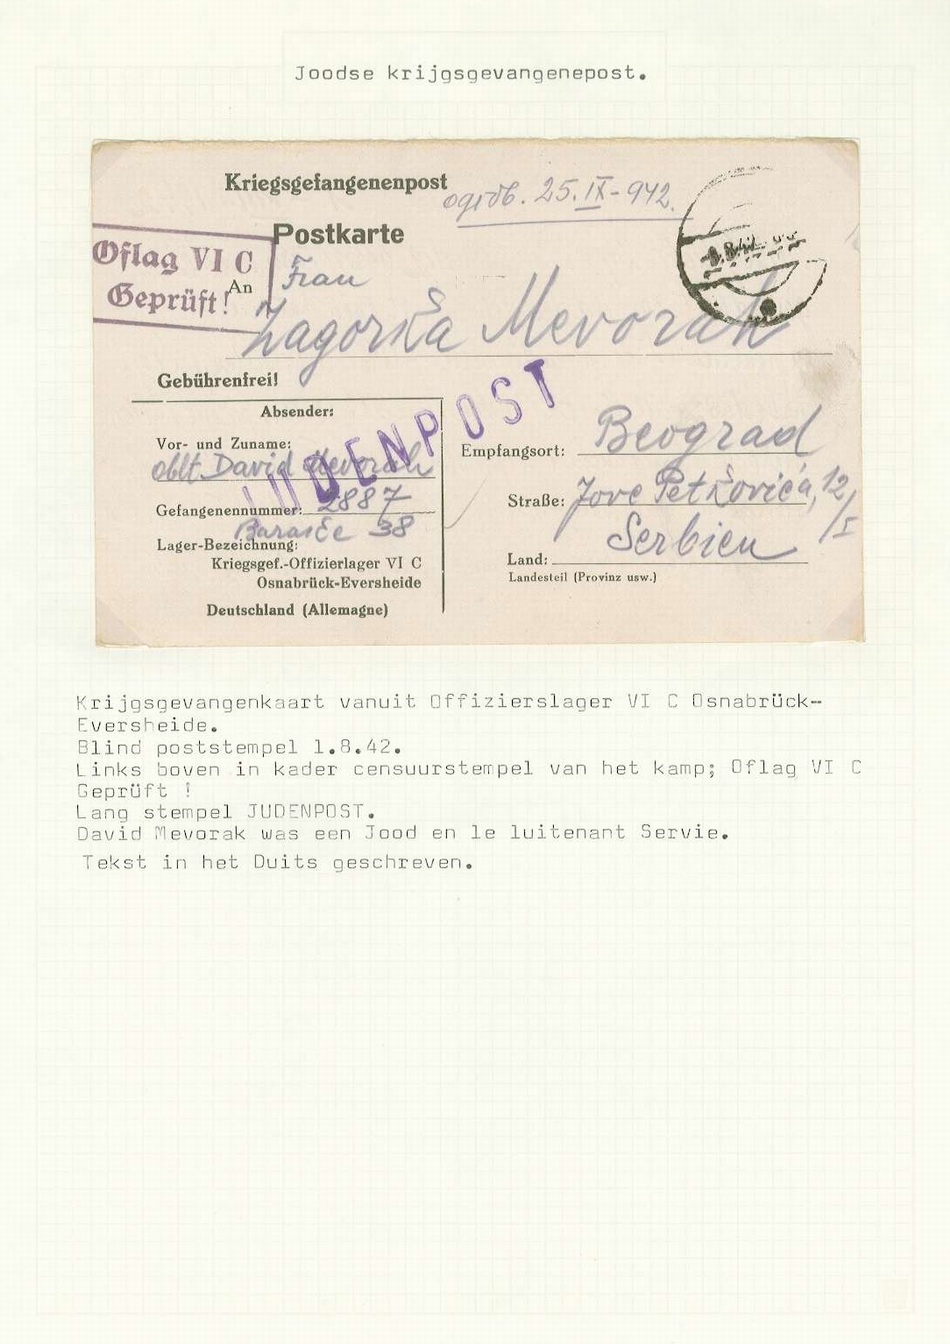 Joodse krijgsgevangenepost.
Kriegsgefangenenpost
odgov. 25.IX-942.
Postkarte
Oflag VI C
Geprüft!
An
Frau
Zagorka Mevorah
Gebührenfrei!
JUDENPOST
Absender:
Vor- und Zuname:
oblt. David Mevorah
Gefangenennummer: 2887
Barake 38
Lager-Bezeichnung:
Kriegsgef.-Offizierlager VI C
Osnabrück-Eversheide
Deutschland (Allemagne)
Empfangsort: Beograd
Straße: Jove Petkovića, 12/I
Land: Serbien
Landesteil (Provinz usw.)
Krijgsgevangenkaart vanuit Offizierslager VI C Osnabrück-
Eversheide.
Blind poststempel 1.8.42.
Links boven in kader censuurstempel van het kamp; Oflag VI C
Geprüft !
Lang stempel JUDENPOST.
David Mevorak was een Jood en 1e luitenant Servie.
Tekst in het Duits geschreven.